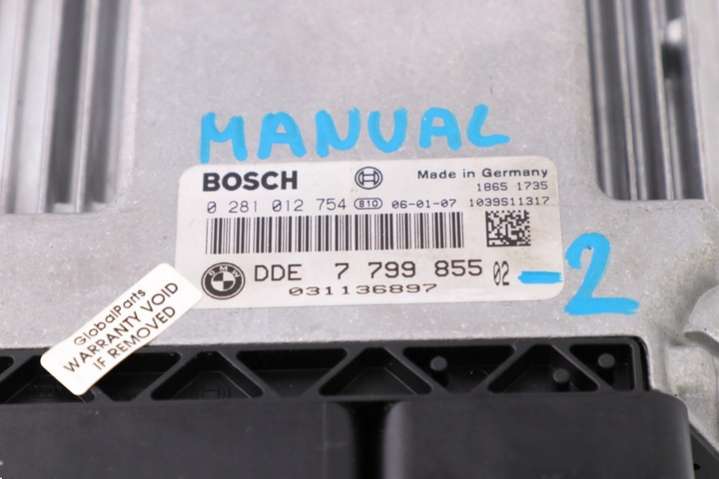 MANUAL
BOSCH
Made in Germany
1865 1735
0 281 012 754 810 06-01-07 1039S11317
BMW
DDE 7 799 855 02 -2
031136897
GlobalParts
WARRANTY VOID
IF REMOVED